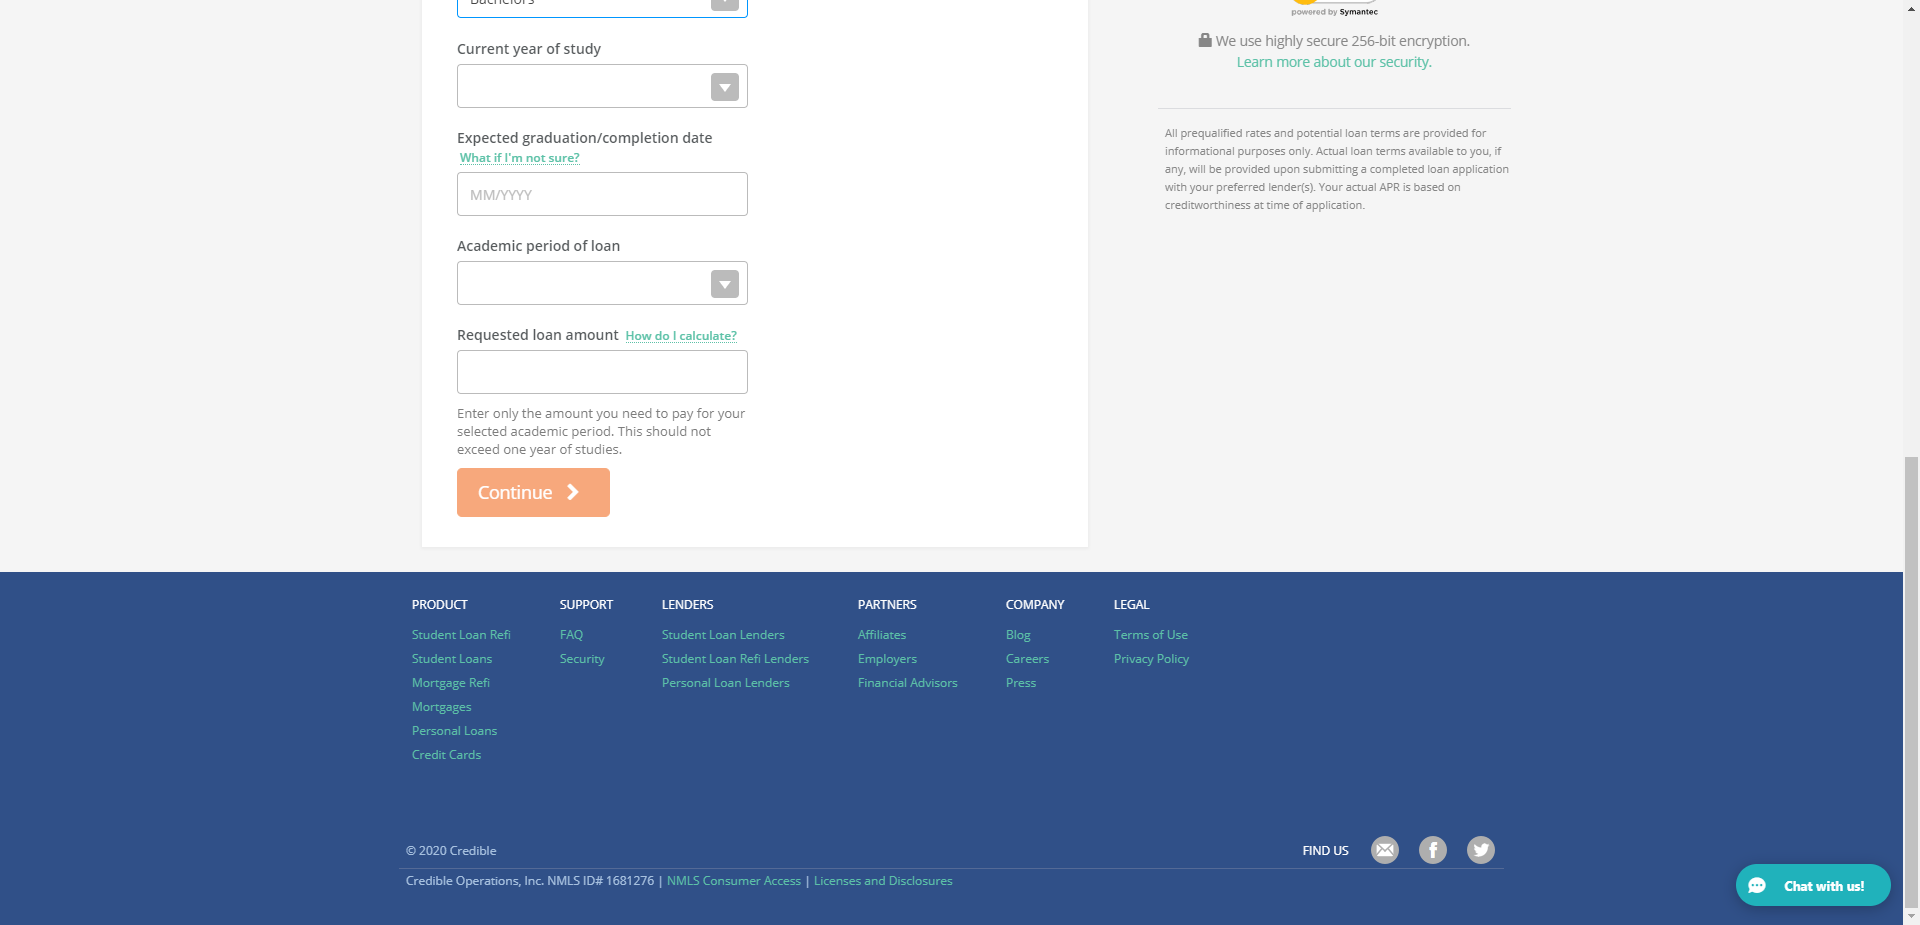 Bachelors
Current year of study
Expected graduation/completion date
What if I'm not sure?
MM/YYYY
Academic period of loan
Requested loan amount How do I calculate?
Enter only the amount you need to pay for your
selected academic period. This should not
exceed one year of studies.
Continue
powered by Symantec
We use highly secure 256-bit encryption.
Learn more about our security.
All prequalified rates and potential loan terms are provided for
informational purposes only. Actual loan terms available to you, if
any, will be provided upon submitting a completed loan application
with your preferred lender(s). Your actual APR is based on
creditworthiness at time of application.
PRODUCT
Student Loan Refi
Student Loans
Mortgage Refi
Mortgages
Personal Loans
Credit Cards
SUPPORT
FAQ
Security
LENDERS
Student Loan Lenders
Student Loan Refi Lenders
Personal Loan Lenders
PARTNERS
Affiliates
Employers
Financial Advisors
COMPANY
Blog
Careers
Press
LEGAL
Terms of Use
Privacy Policy
© 2020 Credible
FIND US
Credible Operations, Inc. NMLS ID# 1681276 | NMLS Consumer Access | Licenses and Disclosures
Chat with us!